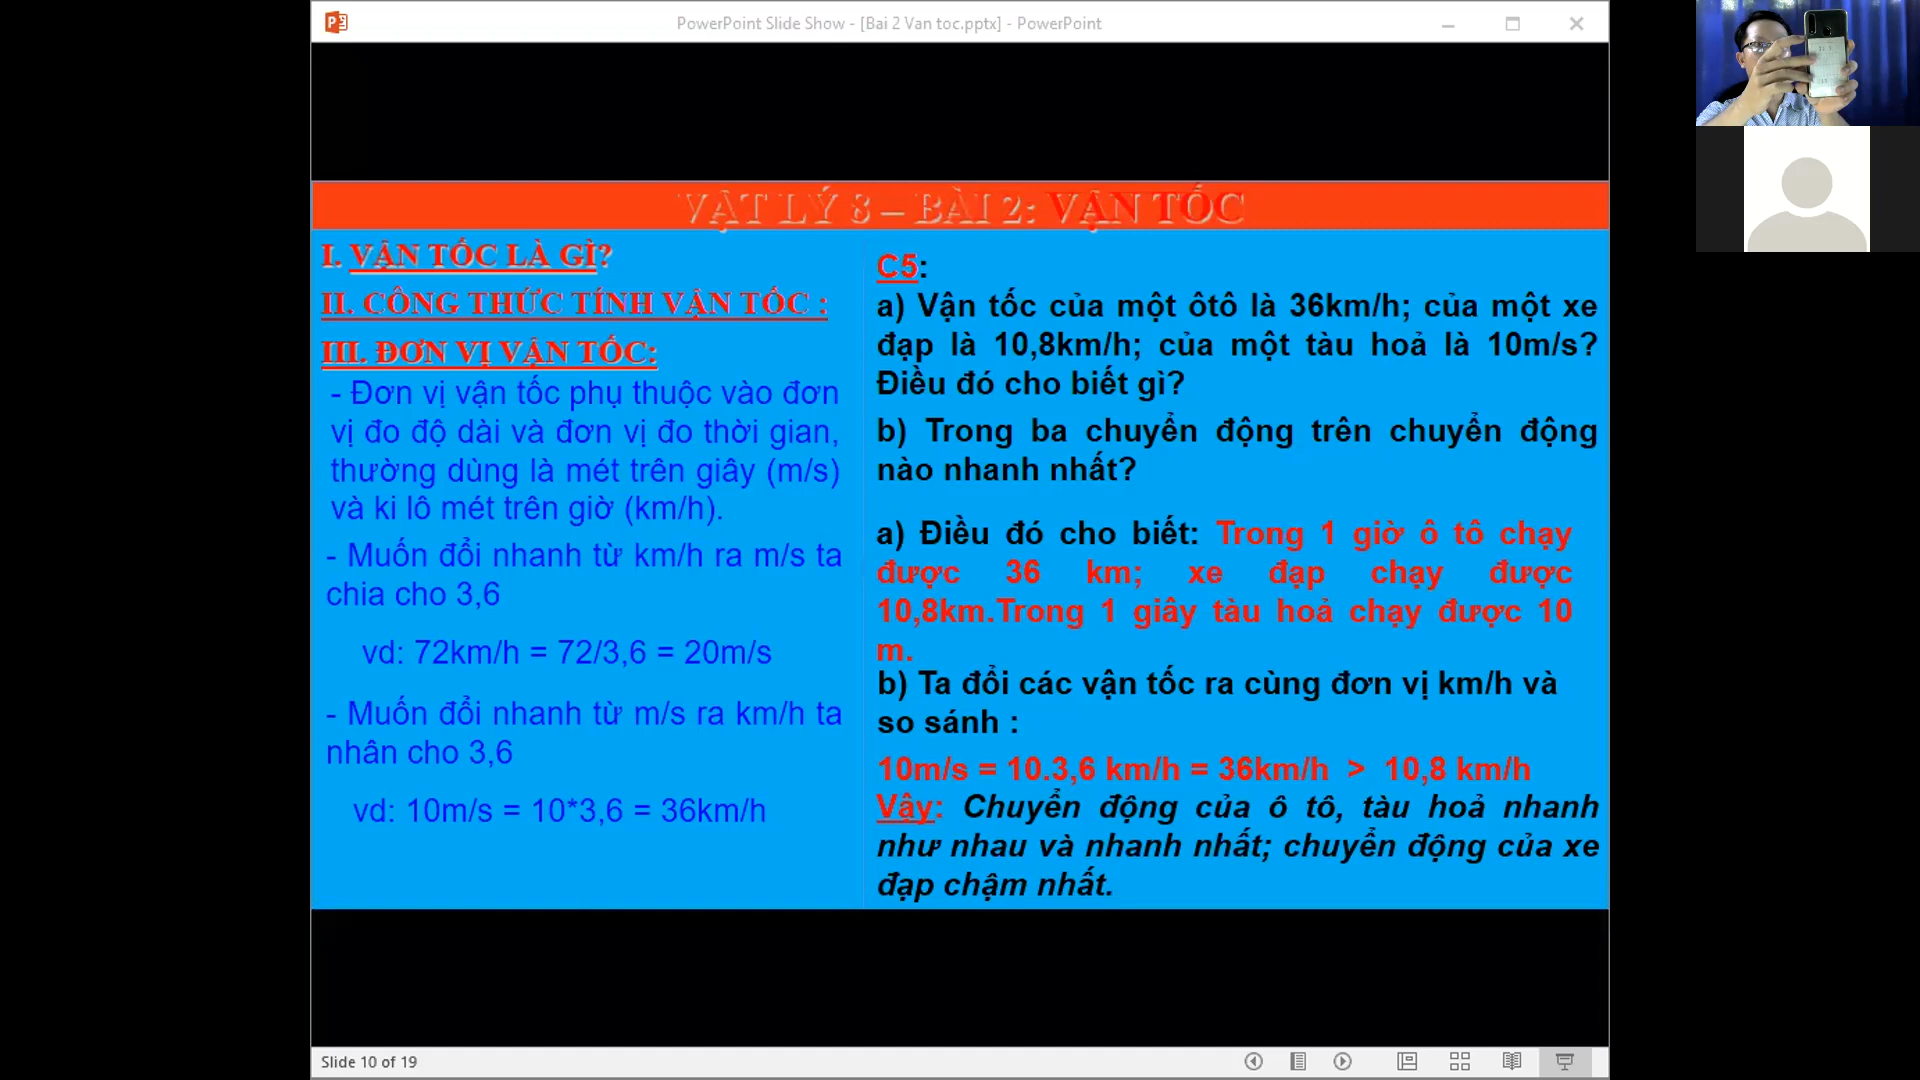 PowerPoint Slide Show - [Bai 2 Van toc.pptx] - PowerPoint
VẬT LÝ 8 – BÀI 2: VẬN TỐC
I. VẬN TỐC LÀ GÌ?
II. CÔNG THỨC TÍNH VẬN TỐC :
III. ĐƠN VỊ VẬN TỐC:
- Đơn vị vận tốc phụ thuộc vào đơn
vị đo độ dài và đơn vị đo thời gian,
thường dùng là mét trên giây (m/s)
và ki lô mét trên giờ (km/h).
- Muốn đổi nhanh từ km/h ra m/s ta
chia cho 3,6
vd: 72km/h = 72/3,6 = 20m/s
- Muốn đổi nhanh từ m/s ra km/h ta
nhân cho 3,6
vd: 10m/s = 10*3,6 = 36km/h
C5:
a) Vận tốc của một ôtô là 36km/h; của một xe
đạp là 10,8km/h; của một tàu hoả là 10m/s?
Điều đó cho biết gì?
b) Trong ba chuyển động trên chuyển động
nào nhanh nhất?
a) Điều đó cho biết: Trong 1 giờ ô tô chạy
được 36 km; xe đạp chạy được
10,8km.Trong 1 giây tàu hoả chạy được 10
m.
b) Ta đổi các vận tốc ra cùng đơn vị km/h và
so sánh :
10m/s = 10.3,6 km/h = 36km/h > 10,8 km/h
Vậy: Chuyển động của ô tô, tàu hoả nhanh
như nhau và nhanh nhất; chuyển động của xe
đạp chậm nhất.
Slide 10 of 19